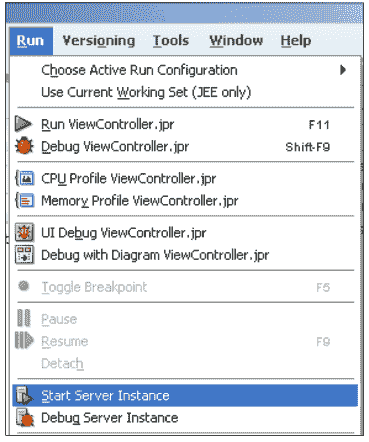 Run Versioning Tools Window Help
Choose Active Run Configuration
Use Current Working Set (JEE only)
Run ViewController.jpr F11
Debug ViewController.jpr Shift-F9
CPU Profile ViewController.jpr
Memory Profile ViewController.jpr
UI Debug ViewController.jpr
Debug with Diagram ViewController.jpr
Toggle Breakpoint F5
Pause
Resume F9
Detach
Start Server Instance
Debug Server Instance